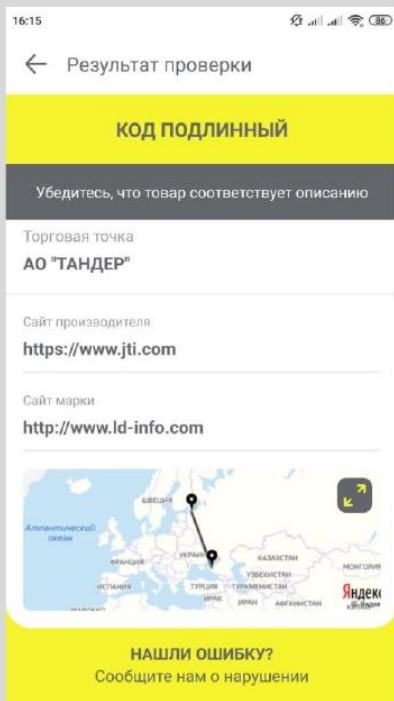 16:15
86
Результат проверки
КОД ПОДЛИННЫЙ
Убедитесь, что товар соответствует описанию
Торговая точка
АО "ТАНДЕР"
Сайт производителя
https://www.jti.com
Сайт марки
http://www.ld-info.com
ШВЕЦИЯ
Атлантический
океан
ФРАНЦИЯ
КАЗАХСТАН
МОНГОЛИЯ
УЗБЕКИСТАН
ИСПАНИЯ
ТУРЦИЯ
ТУРКМЕНИСТАН
ИРАК
ИРАН
АФГАНИСТАН
НАШЛИ ОШИБКУ?
Сообщите нам о нарушении